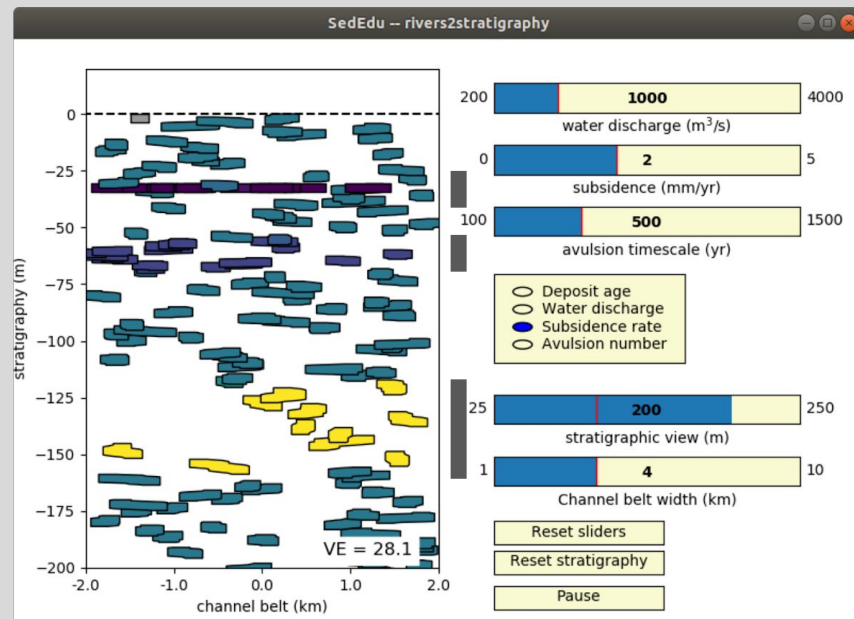 SedEdu -- rivers2stratigraphy
0
−25
−50
−75
−100
−125
−150
−175
−200
stratigraphy (m)
-2.0
-1.0
0.0
1.0
2.0
channel belt (km)
VE = 28.1
200
1000
4000
water discharge (m³/s)
0
2
5
subsidence (mm/yr)
100
500
1500
avulsion timescale (yr)
Deposit age
Water discharge
Subsidence rate
Avulsion number
25
200
250
stratigraphic view (m)
1
4
10
Channel belt width (km)
Reset sliders
Reset stratigraphy
Pause